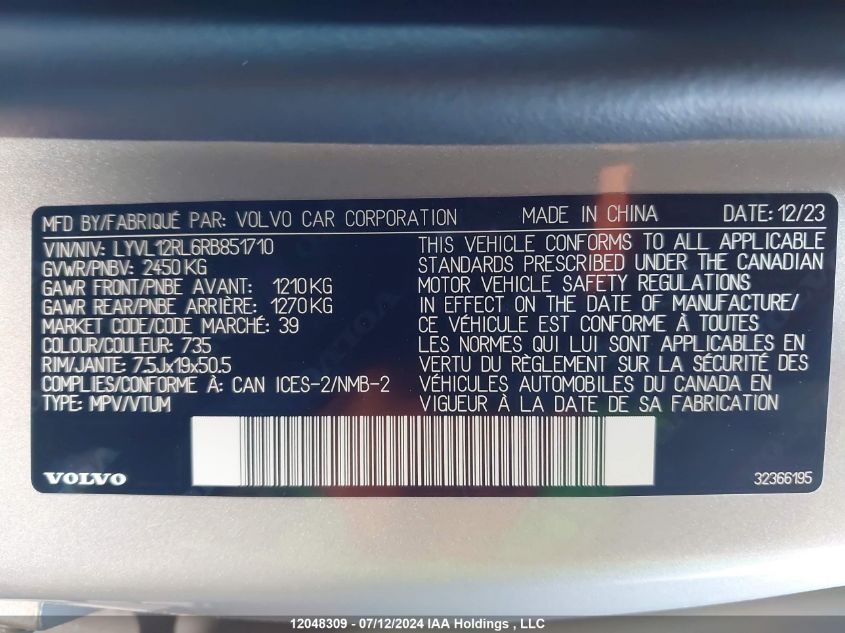 MFD BY/FABRIQUÉ PAR: VOLVO CAR CORPORATION MADE IN CHINA DATE: 12/23
VIN/NIV: LYVL12RL6RB851710
GVWR/PNBV: 2450 KG
GAWR FRONT/PNBE AVANT: 1210 KG
GAWR REAR/PNBE ARRIÈRE: 1270 KG
MARKET CODE/CODE MARCHÉ: 39
COLOUR/COULEUR: 735
RIM/JANTE: 7.5Jx19x50.5
COMPLIES/CONFORME À: CAN ICES-2/NMB-2
TYPE: MPV/VTUM
THIS VEHICLE CONFORMS TO ALL APPLICABLE
STANDARDS PRESCRIBED UNDER THE CANADIAN
MOTOR VEHICLE SAFETY REGULATIONS
IN EFFECT ON THE DATE OF MANUFACTURE/
CE VÉHICULE EST CONFORME À TOUTES
LES NORMES QUI LUI SONT APPLICABLES EN
VERTU DU RÈGLEMENT SUR LA SÉCURITÉ DES
VÉHICULES AUTOMOBILES DU CANADA EN
VIGUEUR À LA DATE DE SA FABRICATION
VOLVO
32366195
12048309 - 07/12/2024 IAA Holdings , LLC